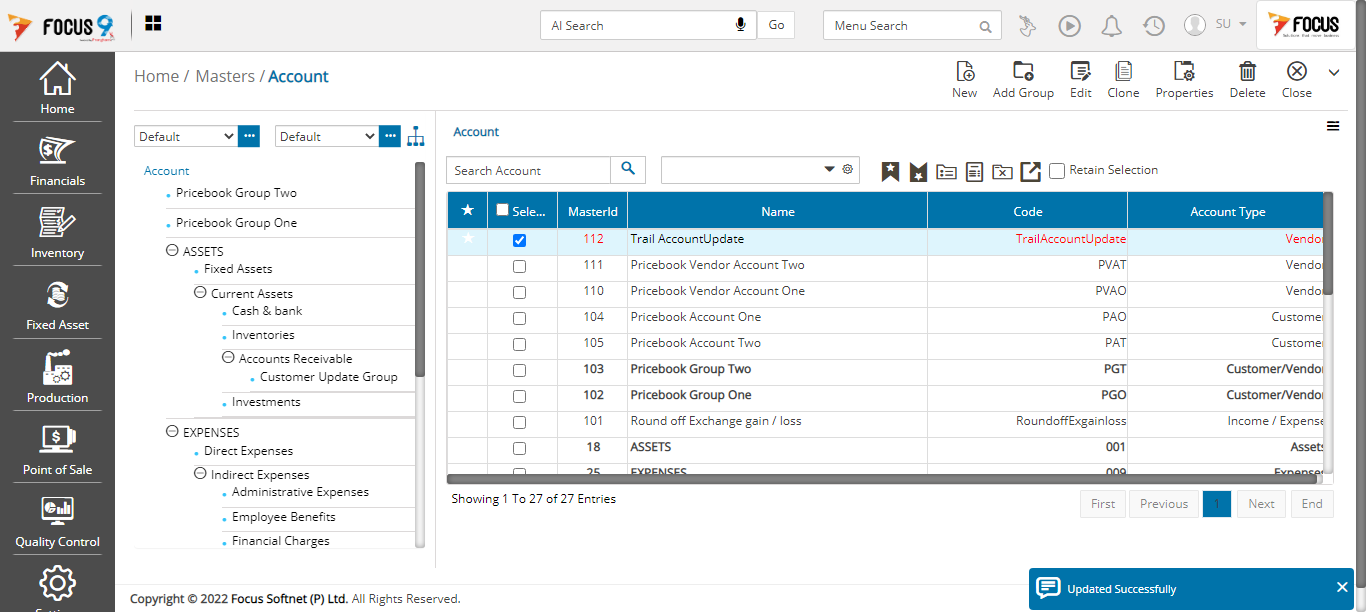 FOCUS 9
AI Search
Go
Menu Search
SU
FOCUS
Home
Financials
Inventory
Fixed Asset
Production
Point of Sale
Quality Control
Home / Masters / Account
New
Add Group
Edit
Clone
Properties
Delete
Close
Default
Default
Account
Pricebook Group Two
Pricebook Group One
ASSETS
Fixed Assets
Current Assets
Cash & bank
Inventories
Accounts Receivable
Customer Update Group
Investments
EXPENSES
Direct Expenses
Indirect Expenses
Administrative Expenses
Employee Benefits
Financial Charges
Account
Search Account
Retain Selection
Sele... MasterId Name Code Account Type
112 Trail AccountUpdate TrailAccountUpdate Vendor
111 Pricebook Vendor Account Two PVAT Vendor
110 Pricebook Vendor Account One PVAO Vendor
104 Pricebook Account One PAO Customer
105 Pricebook Account Two PAT Customer
103 Pricebook Group Two PGT Customer/Vendor
102 Pricebook Group One PGO Customer/Vendor
101 Round off Exchange gain / loss RoundoffExgainloss Income / Expense
18 ASSETS 001 Assets
25 EXPENSES 009 Expenses
Showing 1 To 27 of 27 Entries
First Previous 1 Next End
Copyright © 2022 Focus Softnet (P) Ltd. All Rights Reserved.
Updated Successfully